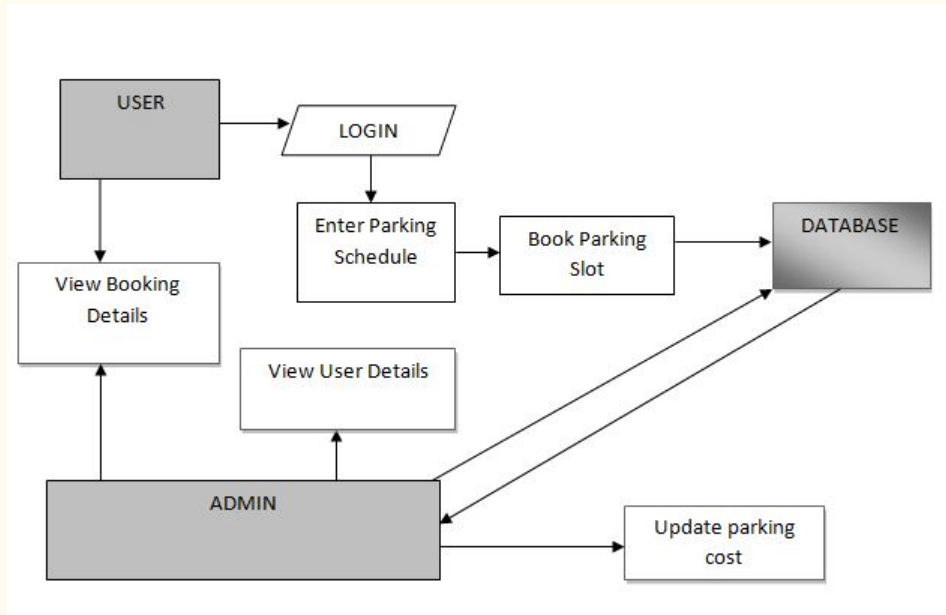 USER
LOGIN
Enter Parking
Schedule
Book Parking
Slot
DATABASE
View Booking
Details
View User Details
ADMIN
Update parking
cost